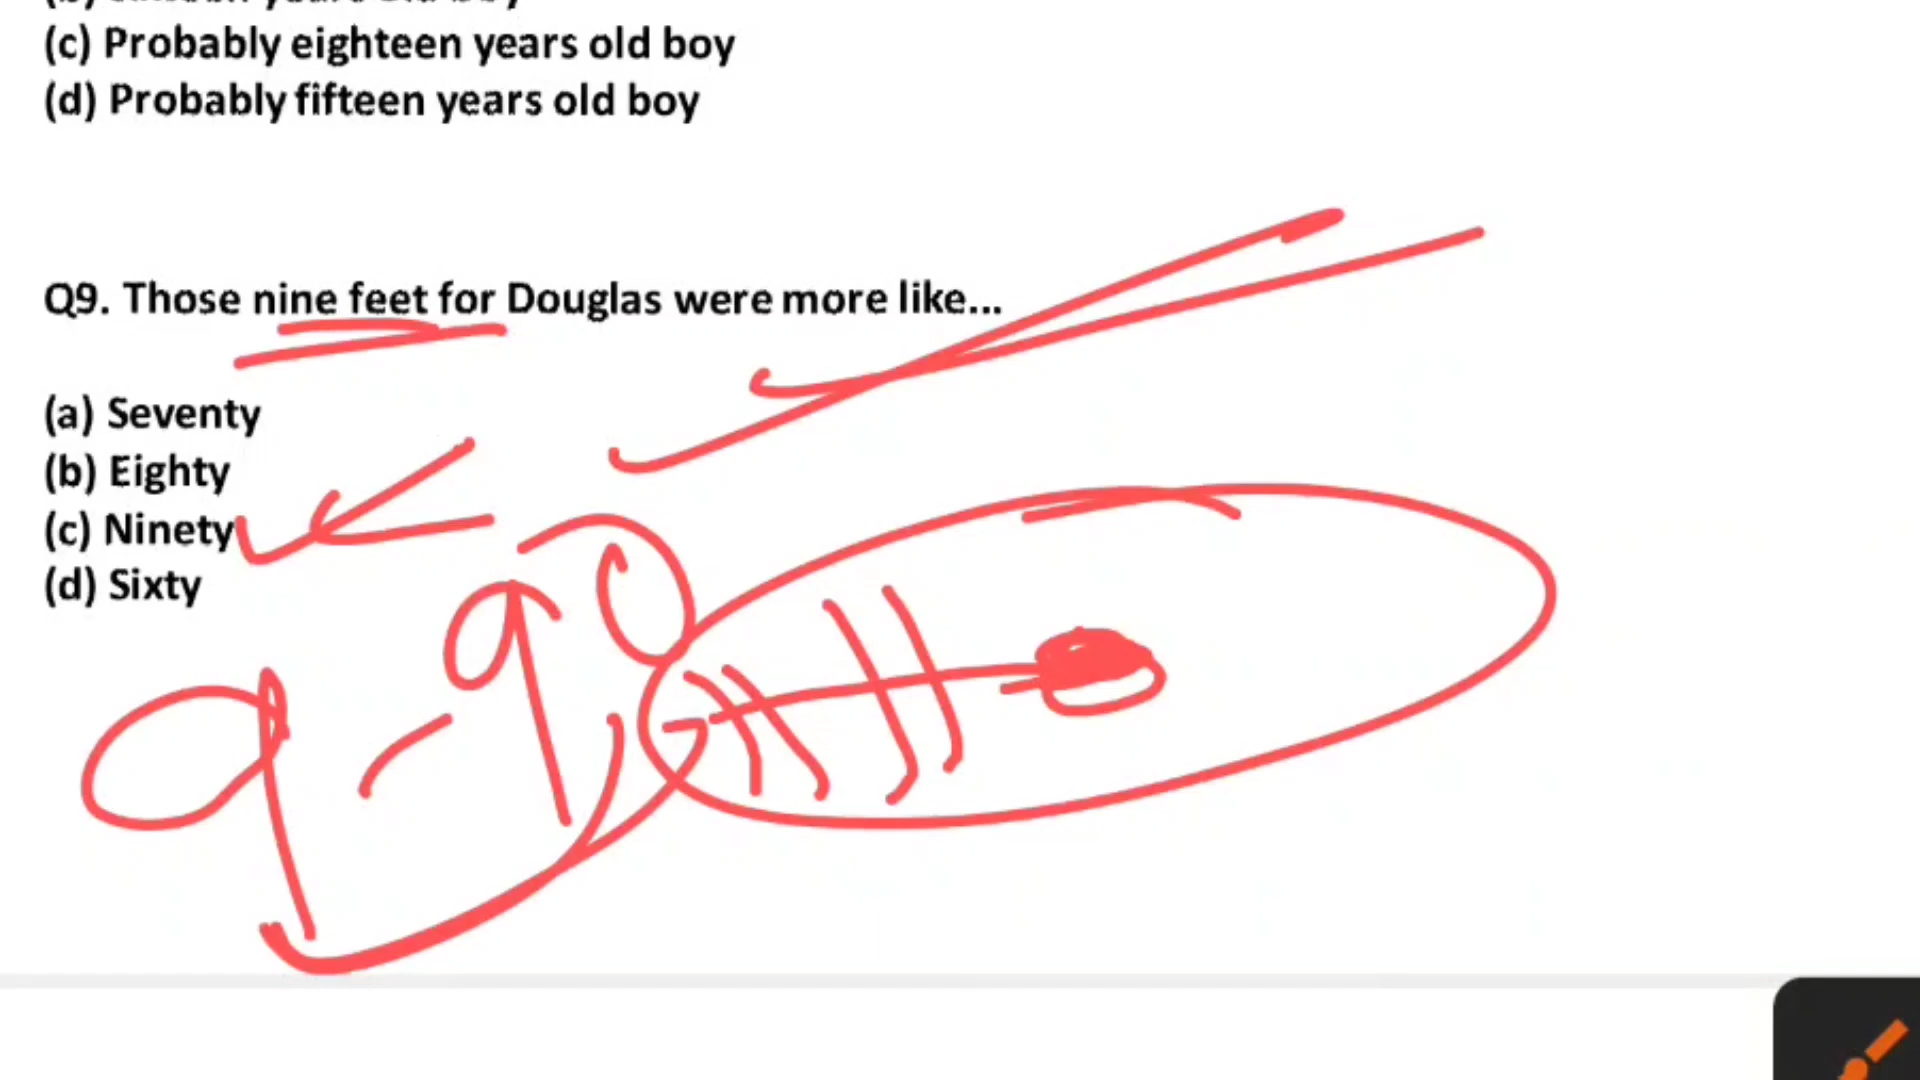 (c) Probably eighteen years old boy
(d) Probably fifteen years old boy
Q9. Those nine feet for Douglas were more like...
(a) Seventy
(b) Eighty
(c) Ninety
(d) Sixty
9 - 90